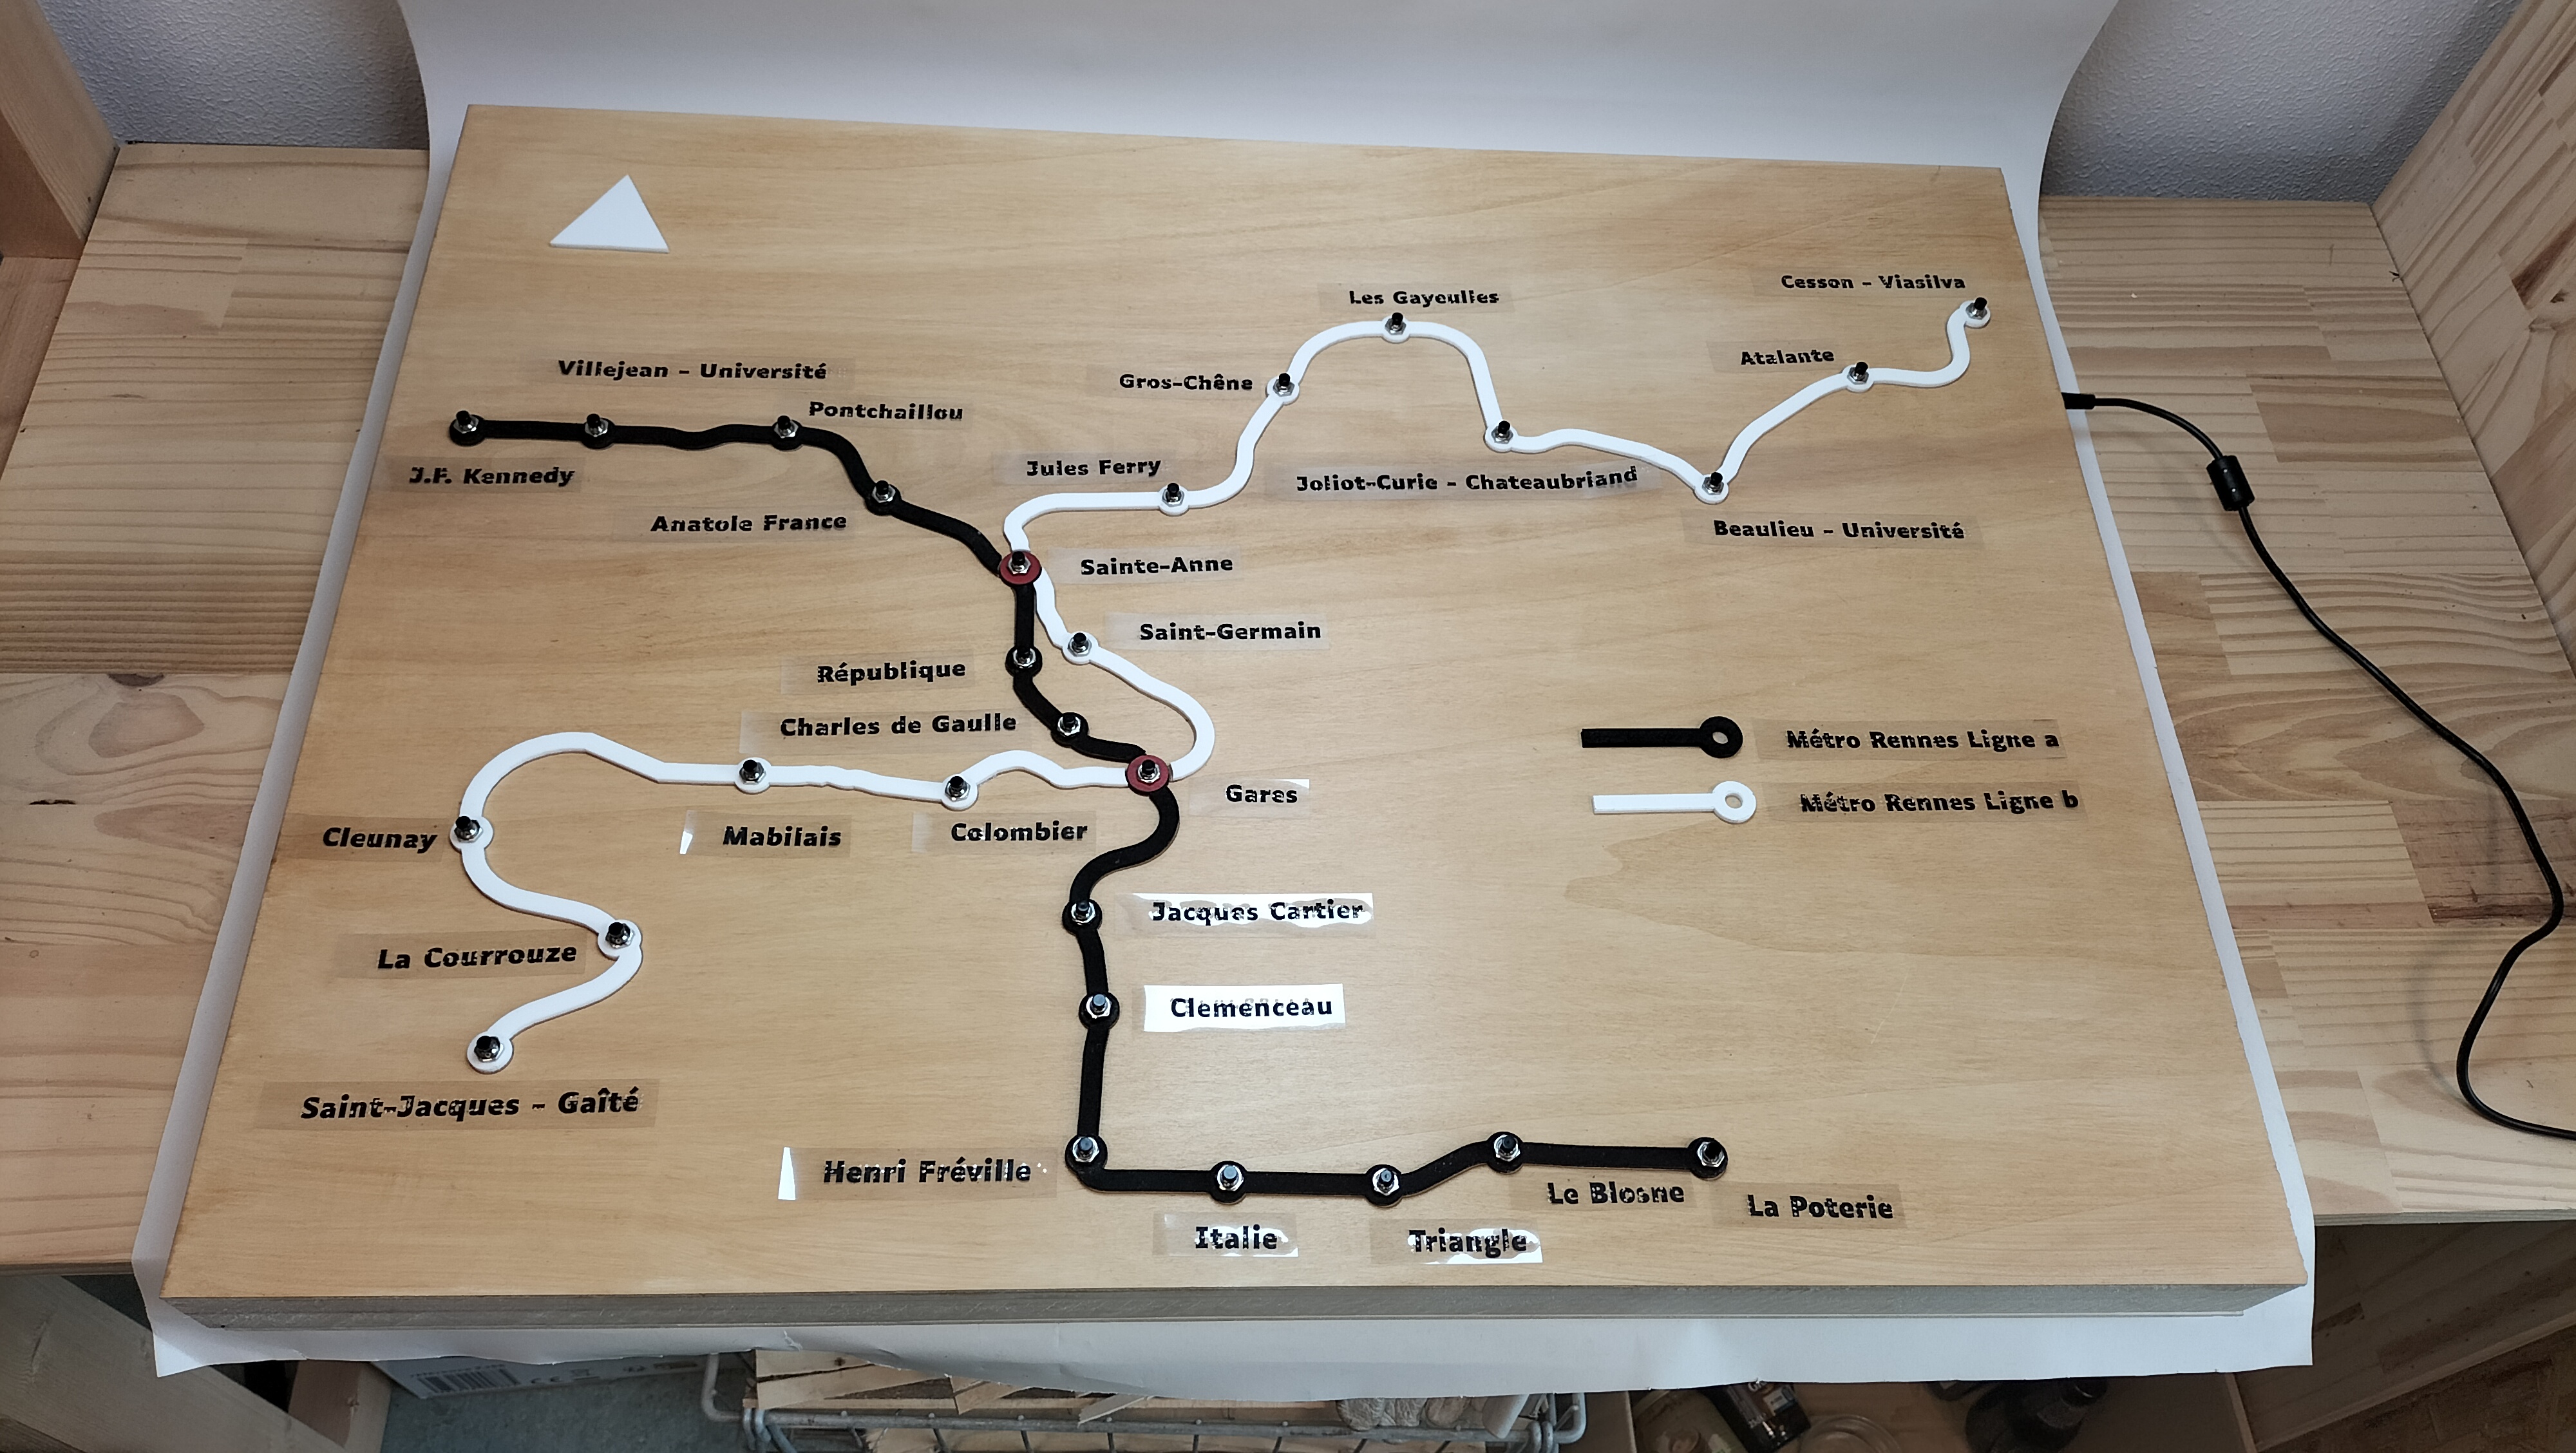 Cesson - Viasilva
Les Gayeulles
Atalante
Villejean - Université
Gros-Chêne
Pontchaillou
Jules Ferry
J.F. Kennedy
Joliot-Curie - Chateaubriand
Anatole France
Beaulieu - Université
Sainte-Anne
Saint-Germain
République
Charles de Gaulle
Métro Rennes Ligne a
Gares
Métro Rennes Ligne b
Cleunay
Mabilais
Colombier
Jacques Cartier
La Courrouze
Clemenceau
Saint-Jacques - Gaîté
Henri Fréville
Le Blosne
La Poterie
Italie
Triangle